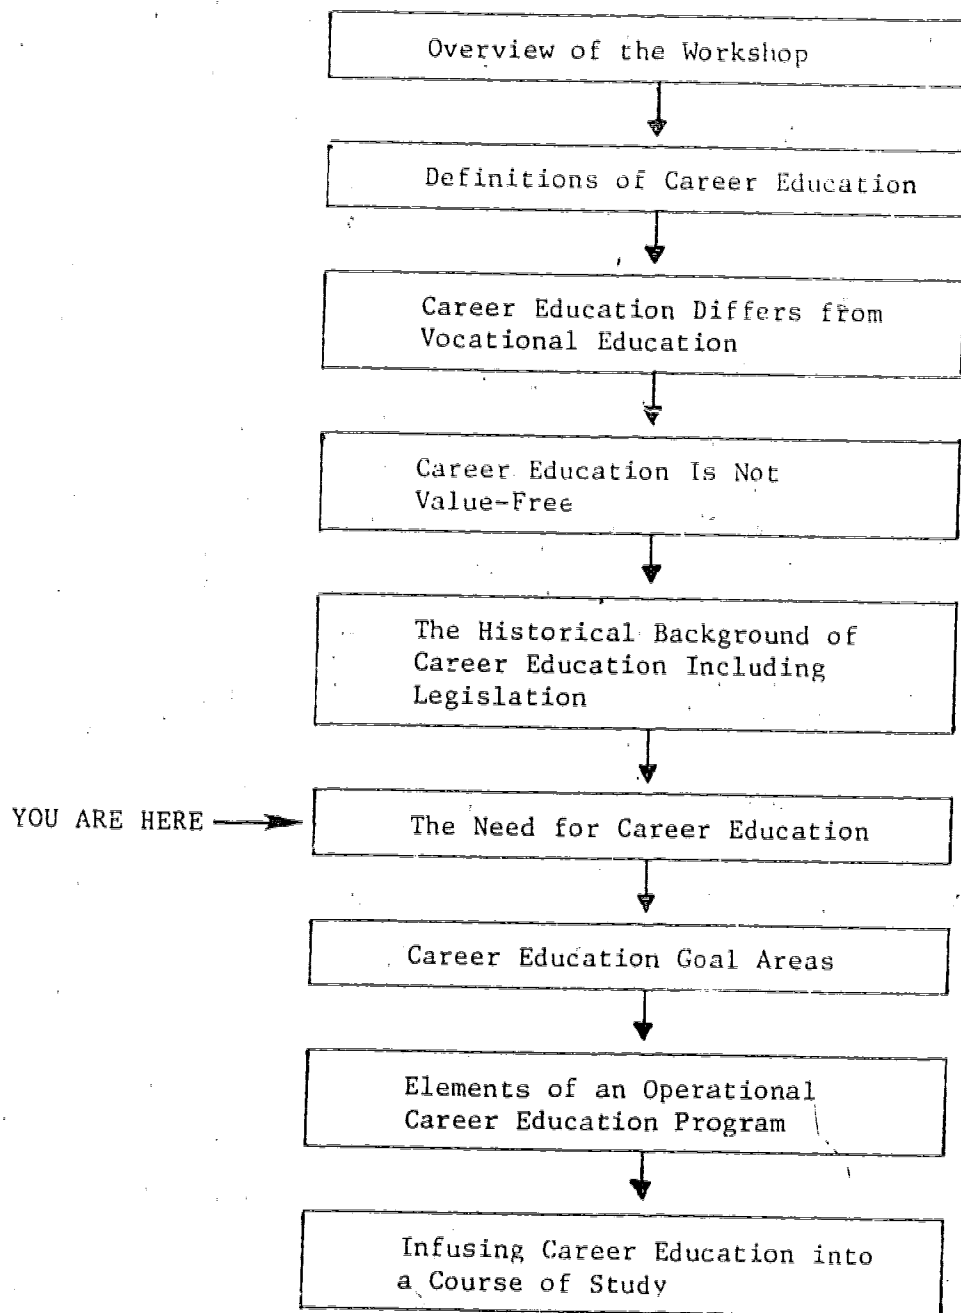 Overview of the Workshop
Definitions of Career Education
Career Education Differs from
Vocational Education
Career Education Is Not
Value-Free
The Historical Background of
Career Education Including
Legislation
YOU ARE HERE
The Need for Career Education
Career Education Goal Areas
Elements of an Operational
Career Education Program
Infusing Career Education into
a Course of Study